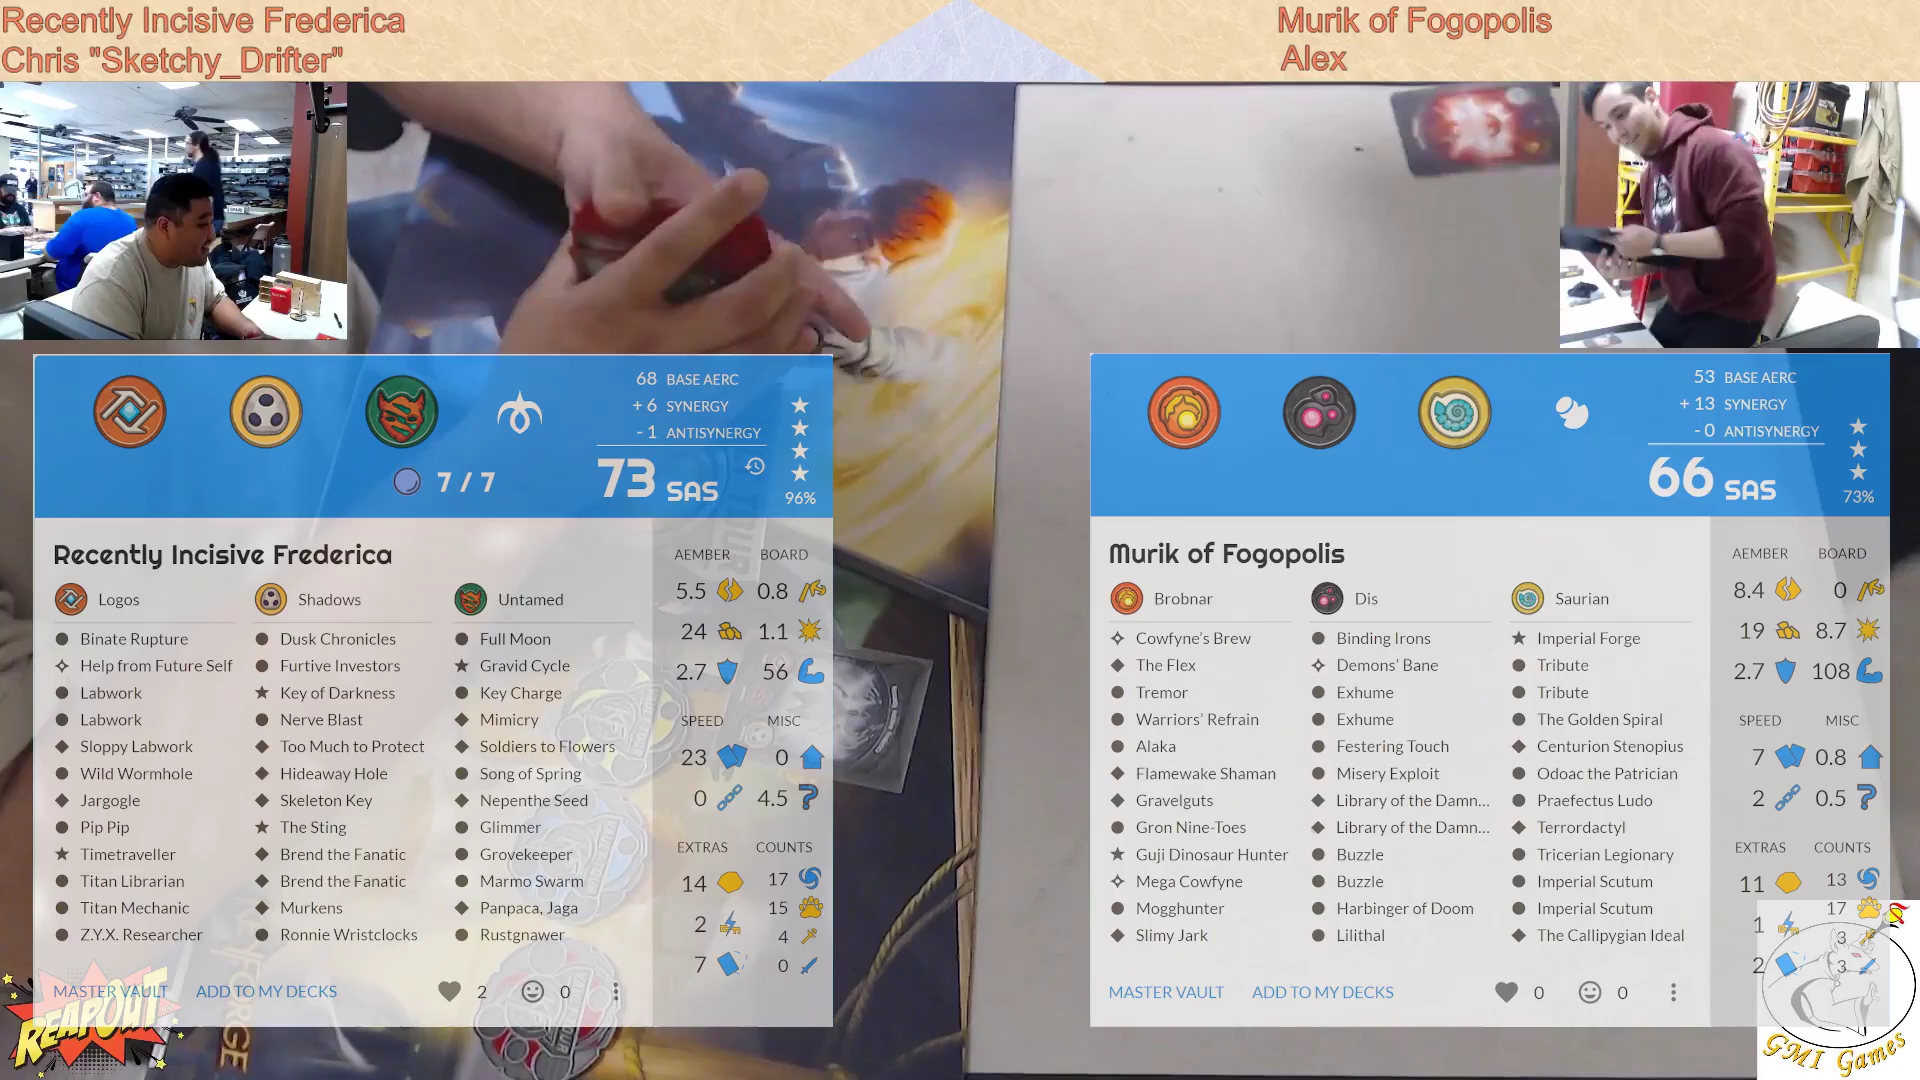 Recently Incisive Frederica
Chris "Sketchy_Drifter"
Murik of Fogopolis
Alex
68 BASE AERC
+ 6 SYNERGY
- 1 ANTISYNERGY
7 / 7
73 SAS
96%
Recently Incisive Frederica
Logos
Binate Rupture
Help from Future Self
Labwork
Labwork
Sloppy Labwork
Wild Wormhole
Jargogle
Pip Pip
Timetraveller
Titan Librarian
Titan Mechanic
Z.Y.X. Researcher
Shadows
Dusk Chronicles
Furtive Investors
Key of Darkness
Nerve Blast
Too Much to Protect
Hideaway Hole
Skeleton Key
The Sting
Brend the Fanatic
Brend the Fanatic
Murkens
Ronnie Wristclocks
Untamed
Full Moon
Gravid Cycle
Key Charge
Mimicry
Soldiers to Flowers
Song of Spring
Nepenthe Seed
Glimmer
Grovekeeper
Marmo Swarm
Panpaca, Jaga
Rustgnawer
AEMBER BOARD
5.5 0.8
24 1.1
2.7 56
SPEED MISC
23 0
0 4.5
EXTRAS COUNTS
14 17
2 15
4
7 0
MASTER VAULT ADD TO MY DECKS 2 0
REAPOUT
53 BASE AERC
+ 13 SYNERGY
- 0 ANTISYNERGY
66 SAS
73%
Murik of Fogopolis
Brobnar
Cowfyne's Brew
The Flex
Tremor
Warriors' Refrain
Alaka
Flamewake Shaman
Gravelguts
Gron Nine-Toes
Guji Dinosaur Hunter
Mega Cowfyne
Mogghunter
Slimy Jark
Dis
Binding Irons
Demons' Bane
Exhume
Exhume
Festering Touch
Misery Exploit
Library of the Damn...
Library of the Damn...
Buzzle
Buzzle
Harbinger of Doom
Lilithal
Saurian
Imperial Forge
Tribute
Tribute
The Golden Spiral
Centurion Stenopius
Odoac the Patrician
Praefectus Ludo
Terrordactyl
Tricerian Legionary
Imperial Scutum
Imperial Scutum
The Callipygian Ideal
AEMBER BOARD
8.4 0
19 8.7
2.7 108
SPEED MISC
7 0.8
2 0.5
EXTRAS COUNTS
11 13
17
1 3
2 3
MASTER VAULT ADD TO MY DECKS 0 0
GMI Games